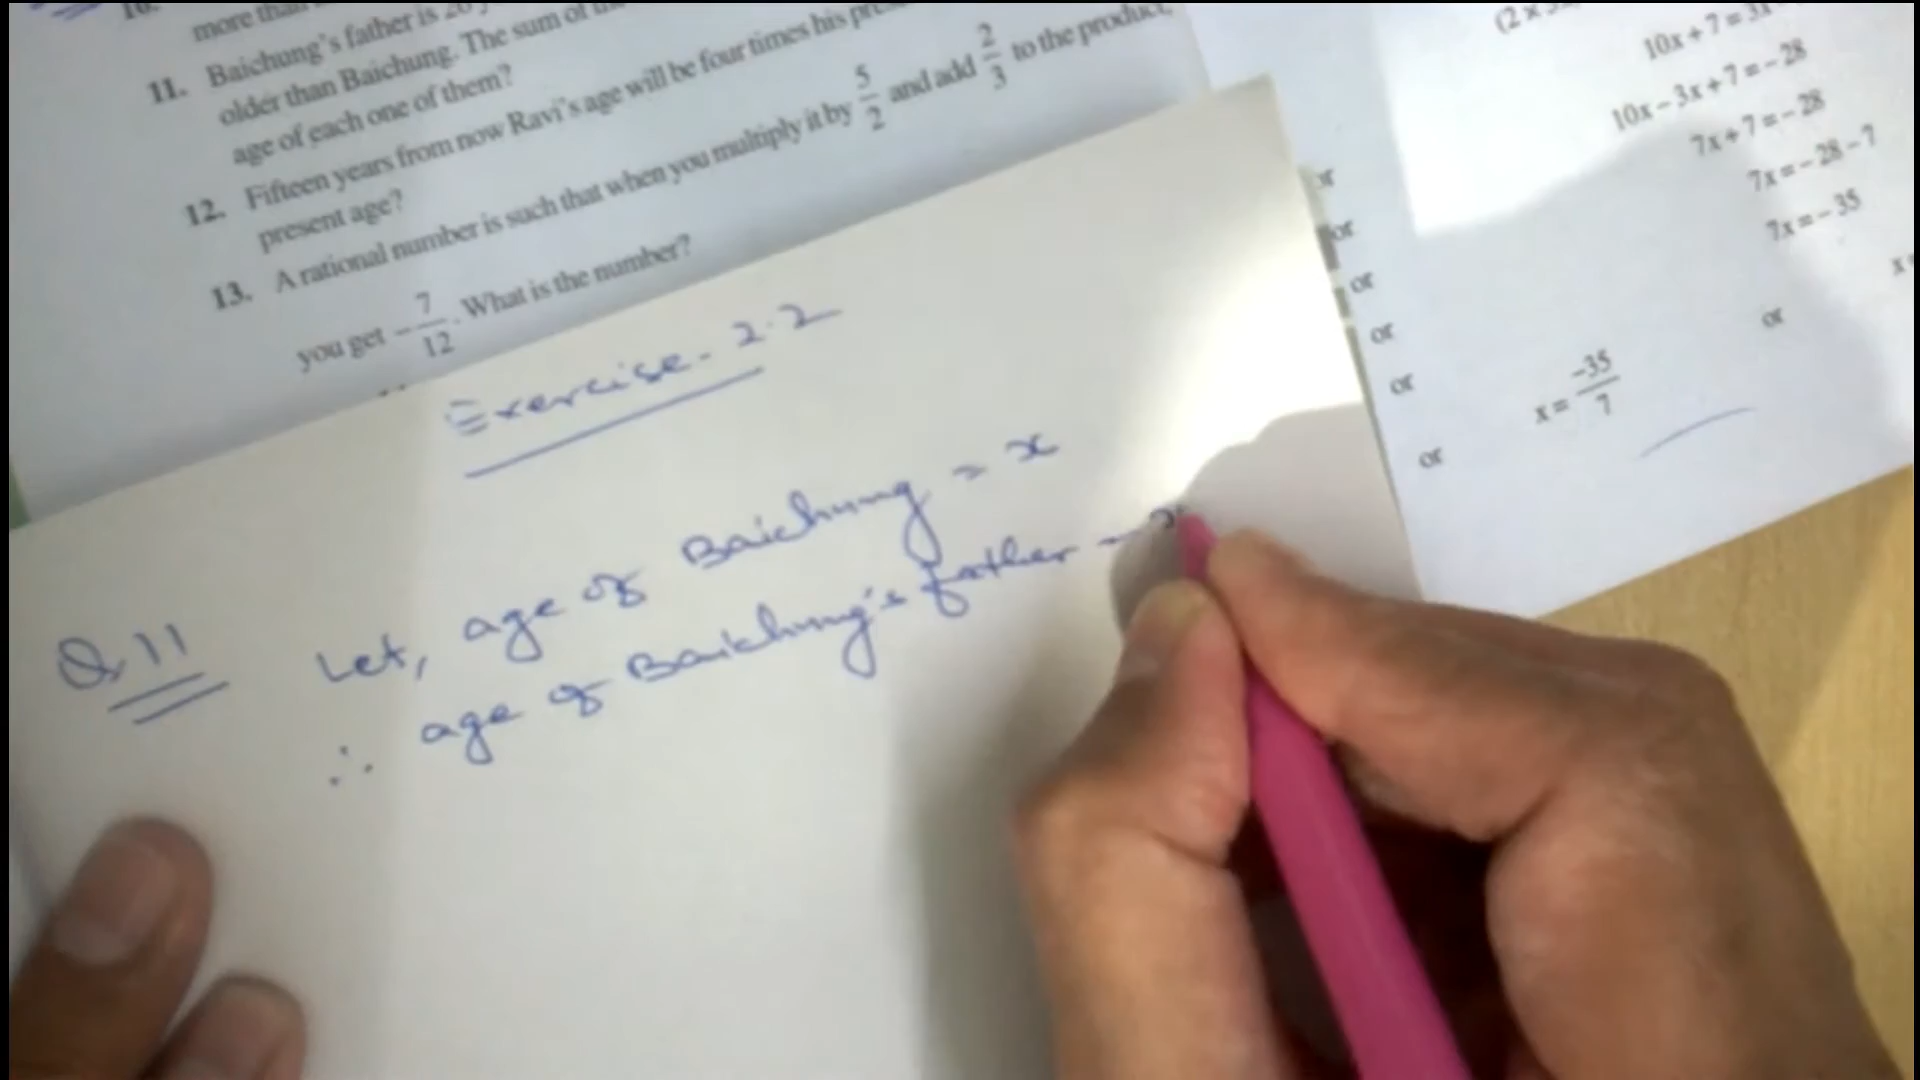 10.
more than
11. Baichung's father is 26
older than Baichung. The sum of
age of each one of them?
12. Fifteen years from now Ravi's age will be four times his
present age?
13. A rational number is such that when you multiply it by 5/2 and add 2/3 to the product,
you get -7/12. What is the number?
Exercise - 2.2
Q.11 Let, age of Baichung = x
∴ age of Baichung's father =
10x + 7 = 3x
10x - 3x + 7 = -28
or 7x + 7 = -28
or 7x = -28 - 7
or 7x = -35
or
or x = -35/7 or
or